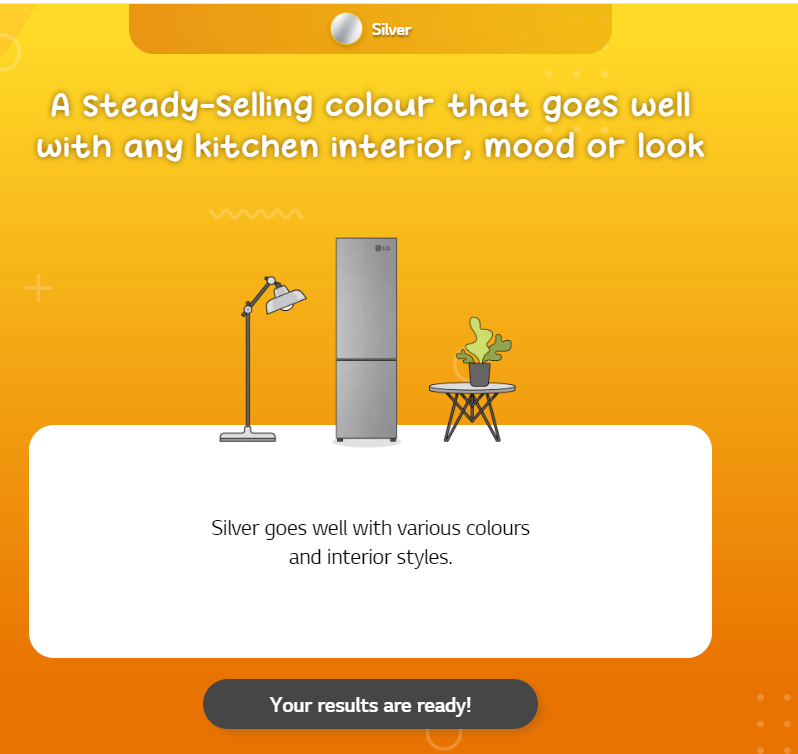 Silver
A steady-selling colour that goes well
with any kitchen interior, mood or look
LG
Silver goes well with various colours
and interior styles.
Your results are ready!